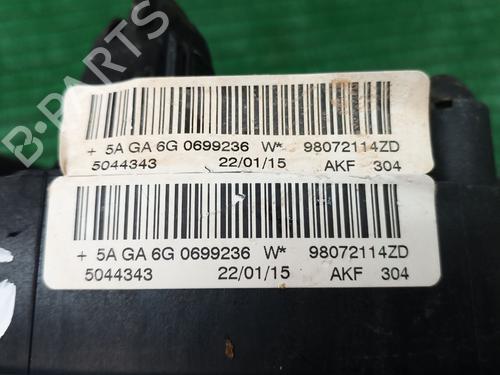 B-PARTS
+ 5A GA 6G 0699236 W* 98072114ZD
5044343 22/01/15 AKF 304
+ 5A GA 6G 0699236 W* 98072114ZD
5044343 22/01/15 AKF 304